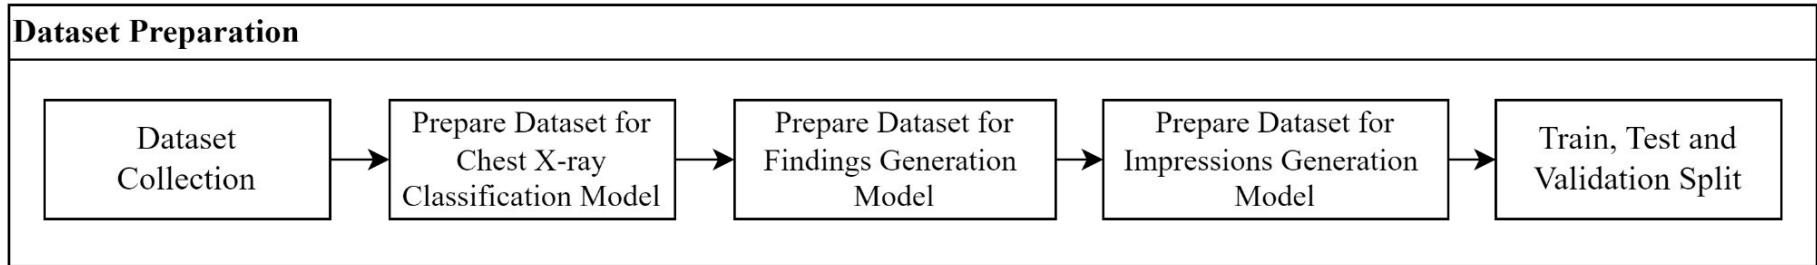 Dataset Preparation
Dataset
Collection
Prepare Dataset for
Chest X-ray
Classification Model
Prepare Dataset for
Findings Generation
Model
Prepare Dataset for
Impressions Generation
Model
Train, Test and
Validation Split